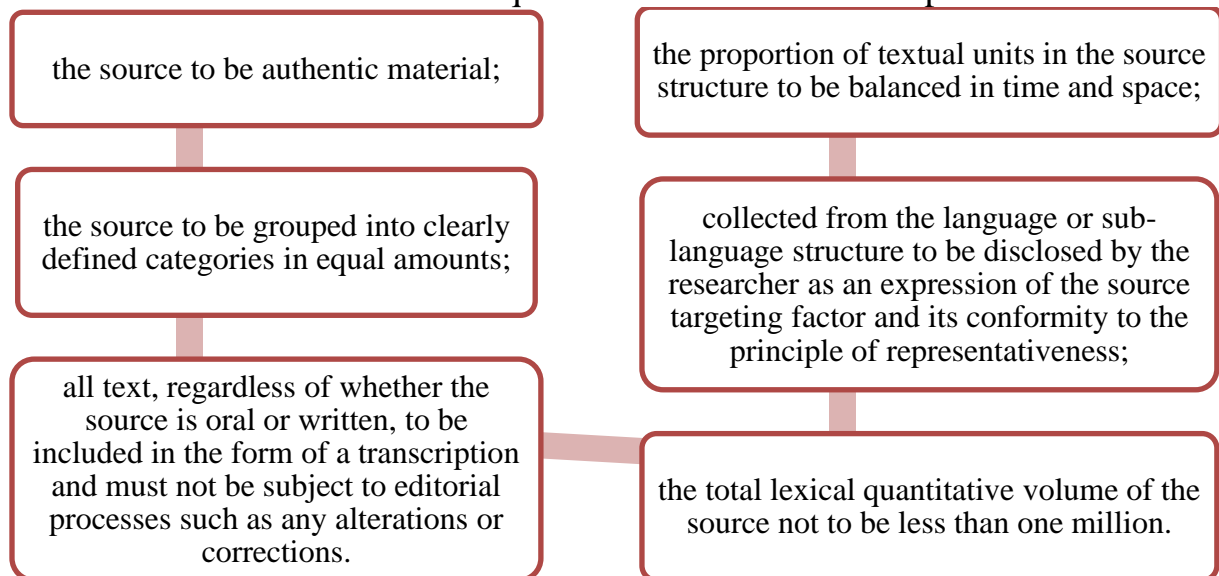 the source to be authentic material;
the source to be grouped into clearly
defined categories in equal amounts;
all text, regardless of whether the
source is oral or written, to be
included in the form of a transcription
and must not be subject to editorial
processes such as any alterations or
corrections.
the total lexical quantitative volume of the
source not to be less than one million.
collected from the language or sub-
language structure to be disclosed by the
researcher as an expression of the source
targeting factor and its conformity to the
principle of representativeness;
the proportion of textual units in the source
structure to be balanced in time and space;